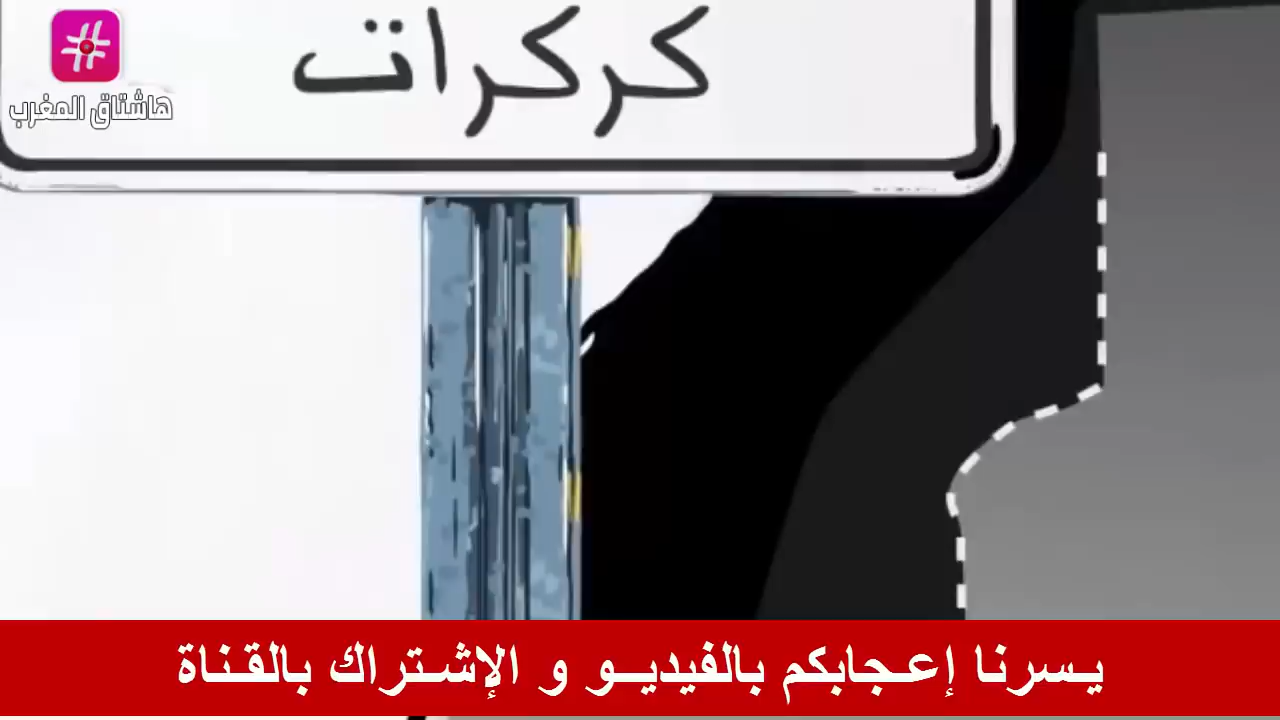 كركرات
#
هاشتاق المغرب
يسرنا إعجابكم بالفيديو و الإشتراك بالقناة